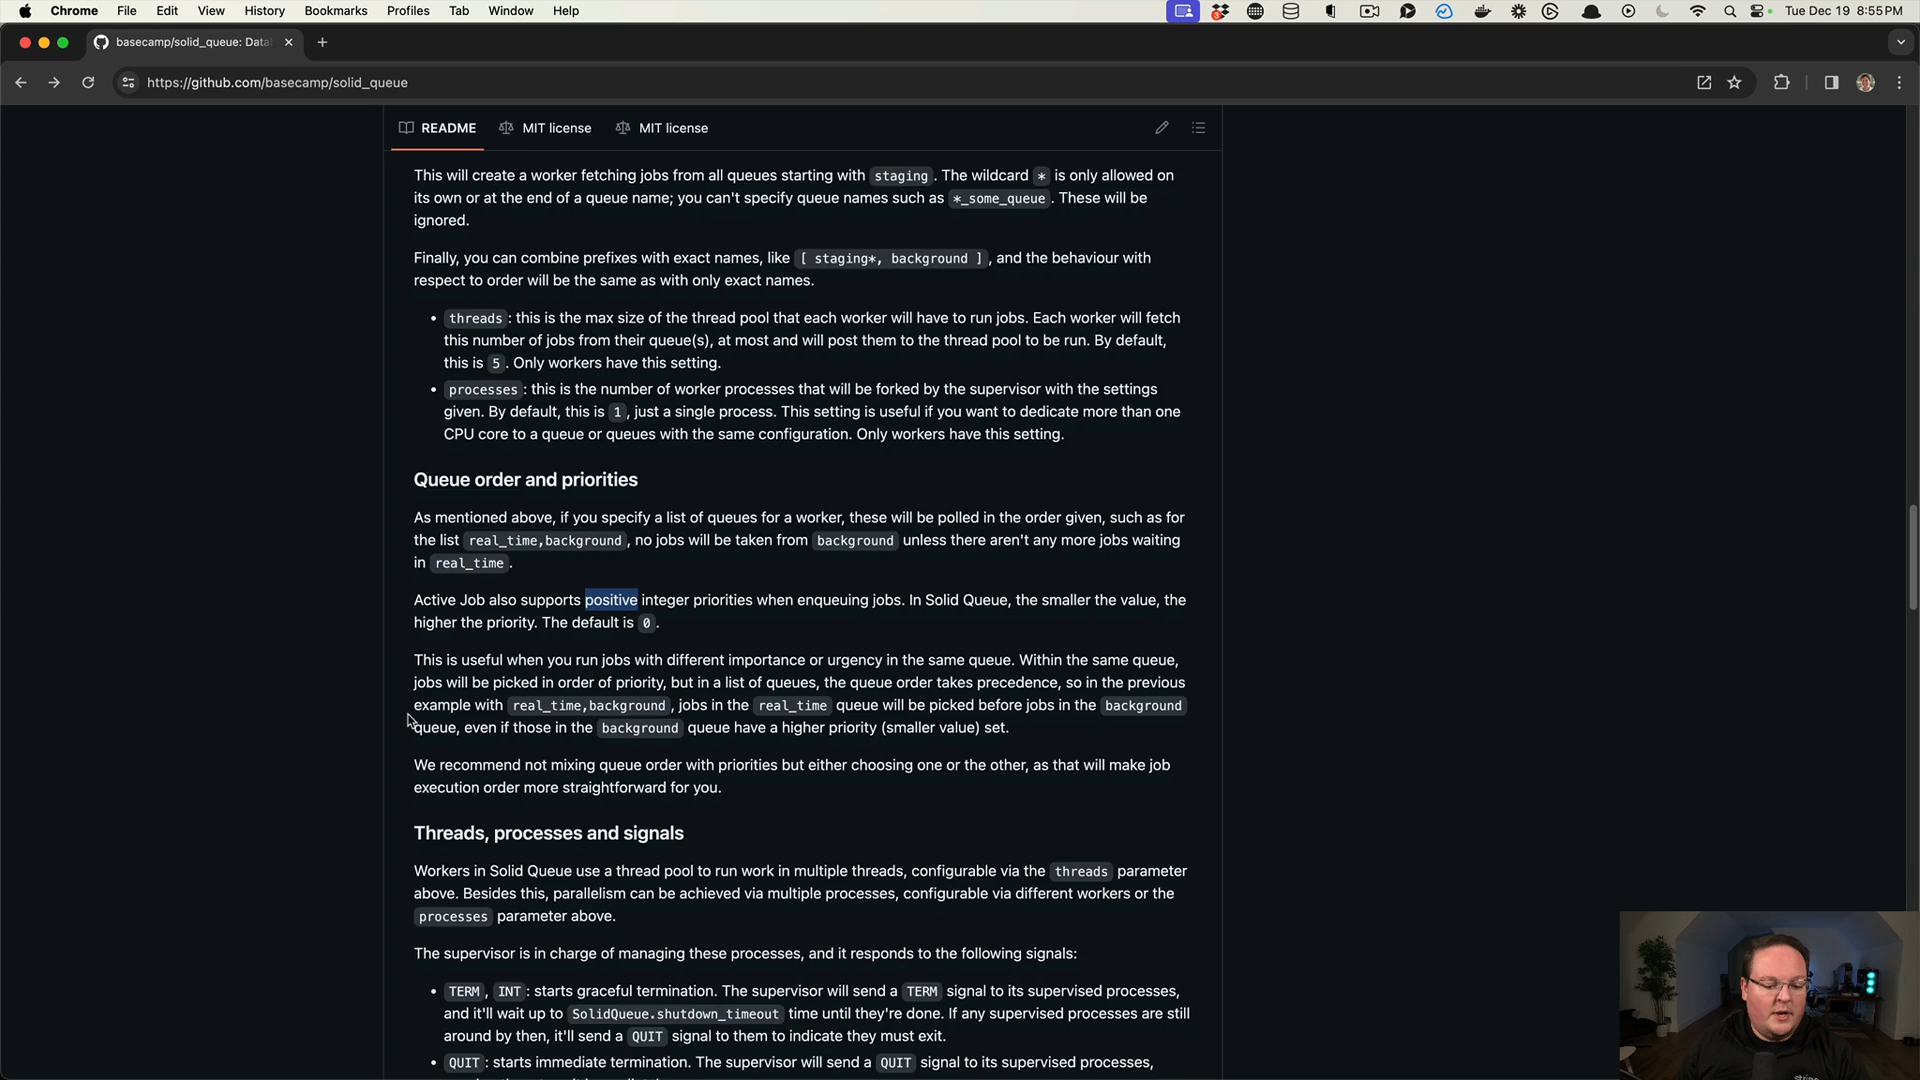 Chrome File Edit View History Bookmarks Profiles Tab Window Help Tue Dec 19 8:55 PM
basecamp/solid_queue: Data
https://github.com/basecamp/solid_queue
README MIT license MIT license
This will create a worker fetching jobs from all queues starting with staging . The wildcard * is only allowed on
its own or at the end of a queue name; you can't specify queue names such as *_some_queue . These will be
ignored.
Finally, you can combine prefixes with exact names, like [ staging*, background ] , and the behaviour with
respect to order will be the same as with only exact names.
• threads : this is the max size of the thread pool that each worker will have to run jobs. Each worker will fetch
this number of jobs from their queue(s), at most and will post them to the thread pool to be run. By default,
this is 5 . Only workers have this setting.
• processes : this is the number of worker processes that will be forked by the supervisor with the settings
given. By default, this is 1 , just a single process. This setting is useful if you want to dedicate more than one
CPU core to a queue or queues with the same configuration. Only workers have this setting.
Queue order and priorities
As mentioned above, if you specify a list of queues for a worker, these will be polled in the order given, such as for
the list real_time,background , no jobs will be taken from background unless there aren't any more jobs waiting
in real_time .
Active Job also supports positive integer priorities when enqueuing jobs. In Solid Queue, the smaller the value, the
higher the priority. The default is 0 .
This is useful when you run jobs with different importance or urgency in the same queue. Within the same queue,
jobs will be picked in order of priority, but in a list of queues, the queue order takes precedence, so in the previous
example with real_time,background , jobs in the real_time queue will be picked before jobs in the background
queue, even if those in the background queue have a higher priority (smaller value) set.
We recommend not mixing queue order with priorities but either choosing one or the other, as that will make job
execution order more straightforward for you.
Threads, processes and signals
Workers in Solid Queue use a thread pool to run work in multiple threads, configurable via the threads parameter
above. Besides this, parallelism can be achieved via multiple processes, configurable via different workers or the
processes parameter above.
The supervisor is in charge of managing these processes, and it responds to the following signals:
• TERM , INT : starts graceful termination. The supervisor will send a TERM signal to its supervised processes,
and it'll wait up to SolidQueue.shutdown_timeout time until they're done. If any supervised processes are still
around by then, it'll send a QUIT signal to them to indicate they must exit.
• QUIT : starts immediate termination. The supervisor will send a QUIT signal to its supervised processes,